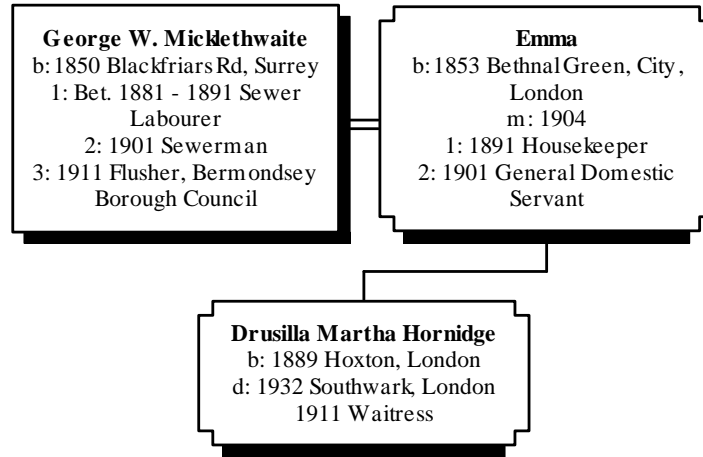 George W. Micklethwaite
b: 1850 Blackfriars Rd, Surrey
1: Bet. 1881 - 1891 Sewer
Labourer
2: 1901 Sewerman
3: 1911 Flusher, Bermondsey
Borough Council
Emma
b: 1853 Bethnal Green, City,
London
m: 1904
1: 1891 Housekeeper
2: 1901 General Domestic
Servant
Drusilla Martha Hornidge
b: 1889 Hoxton, London
d: 1932 Southwark, London
1911 Waitress